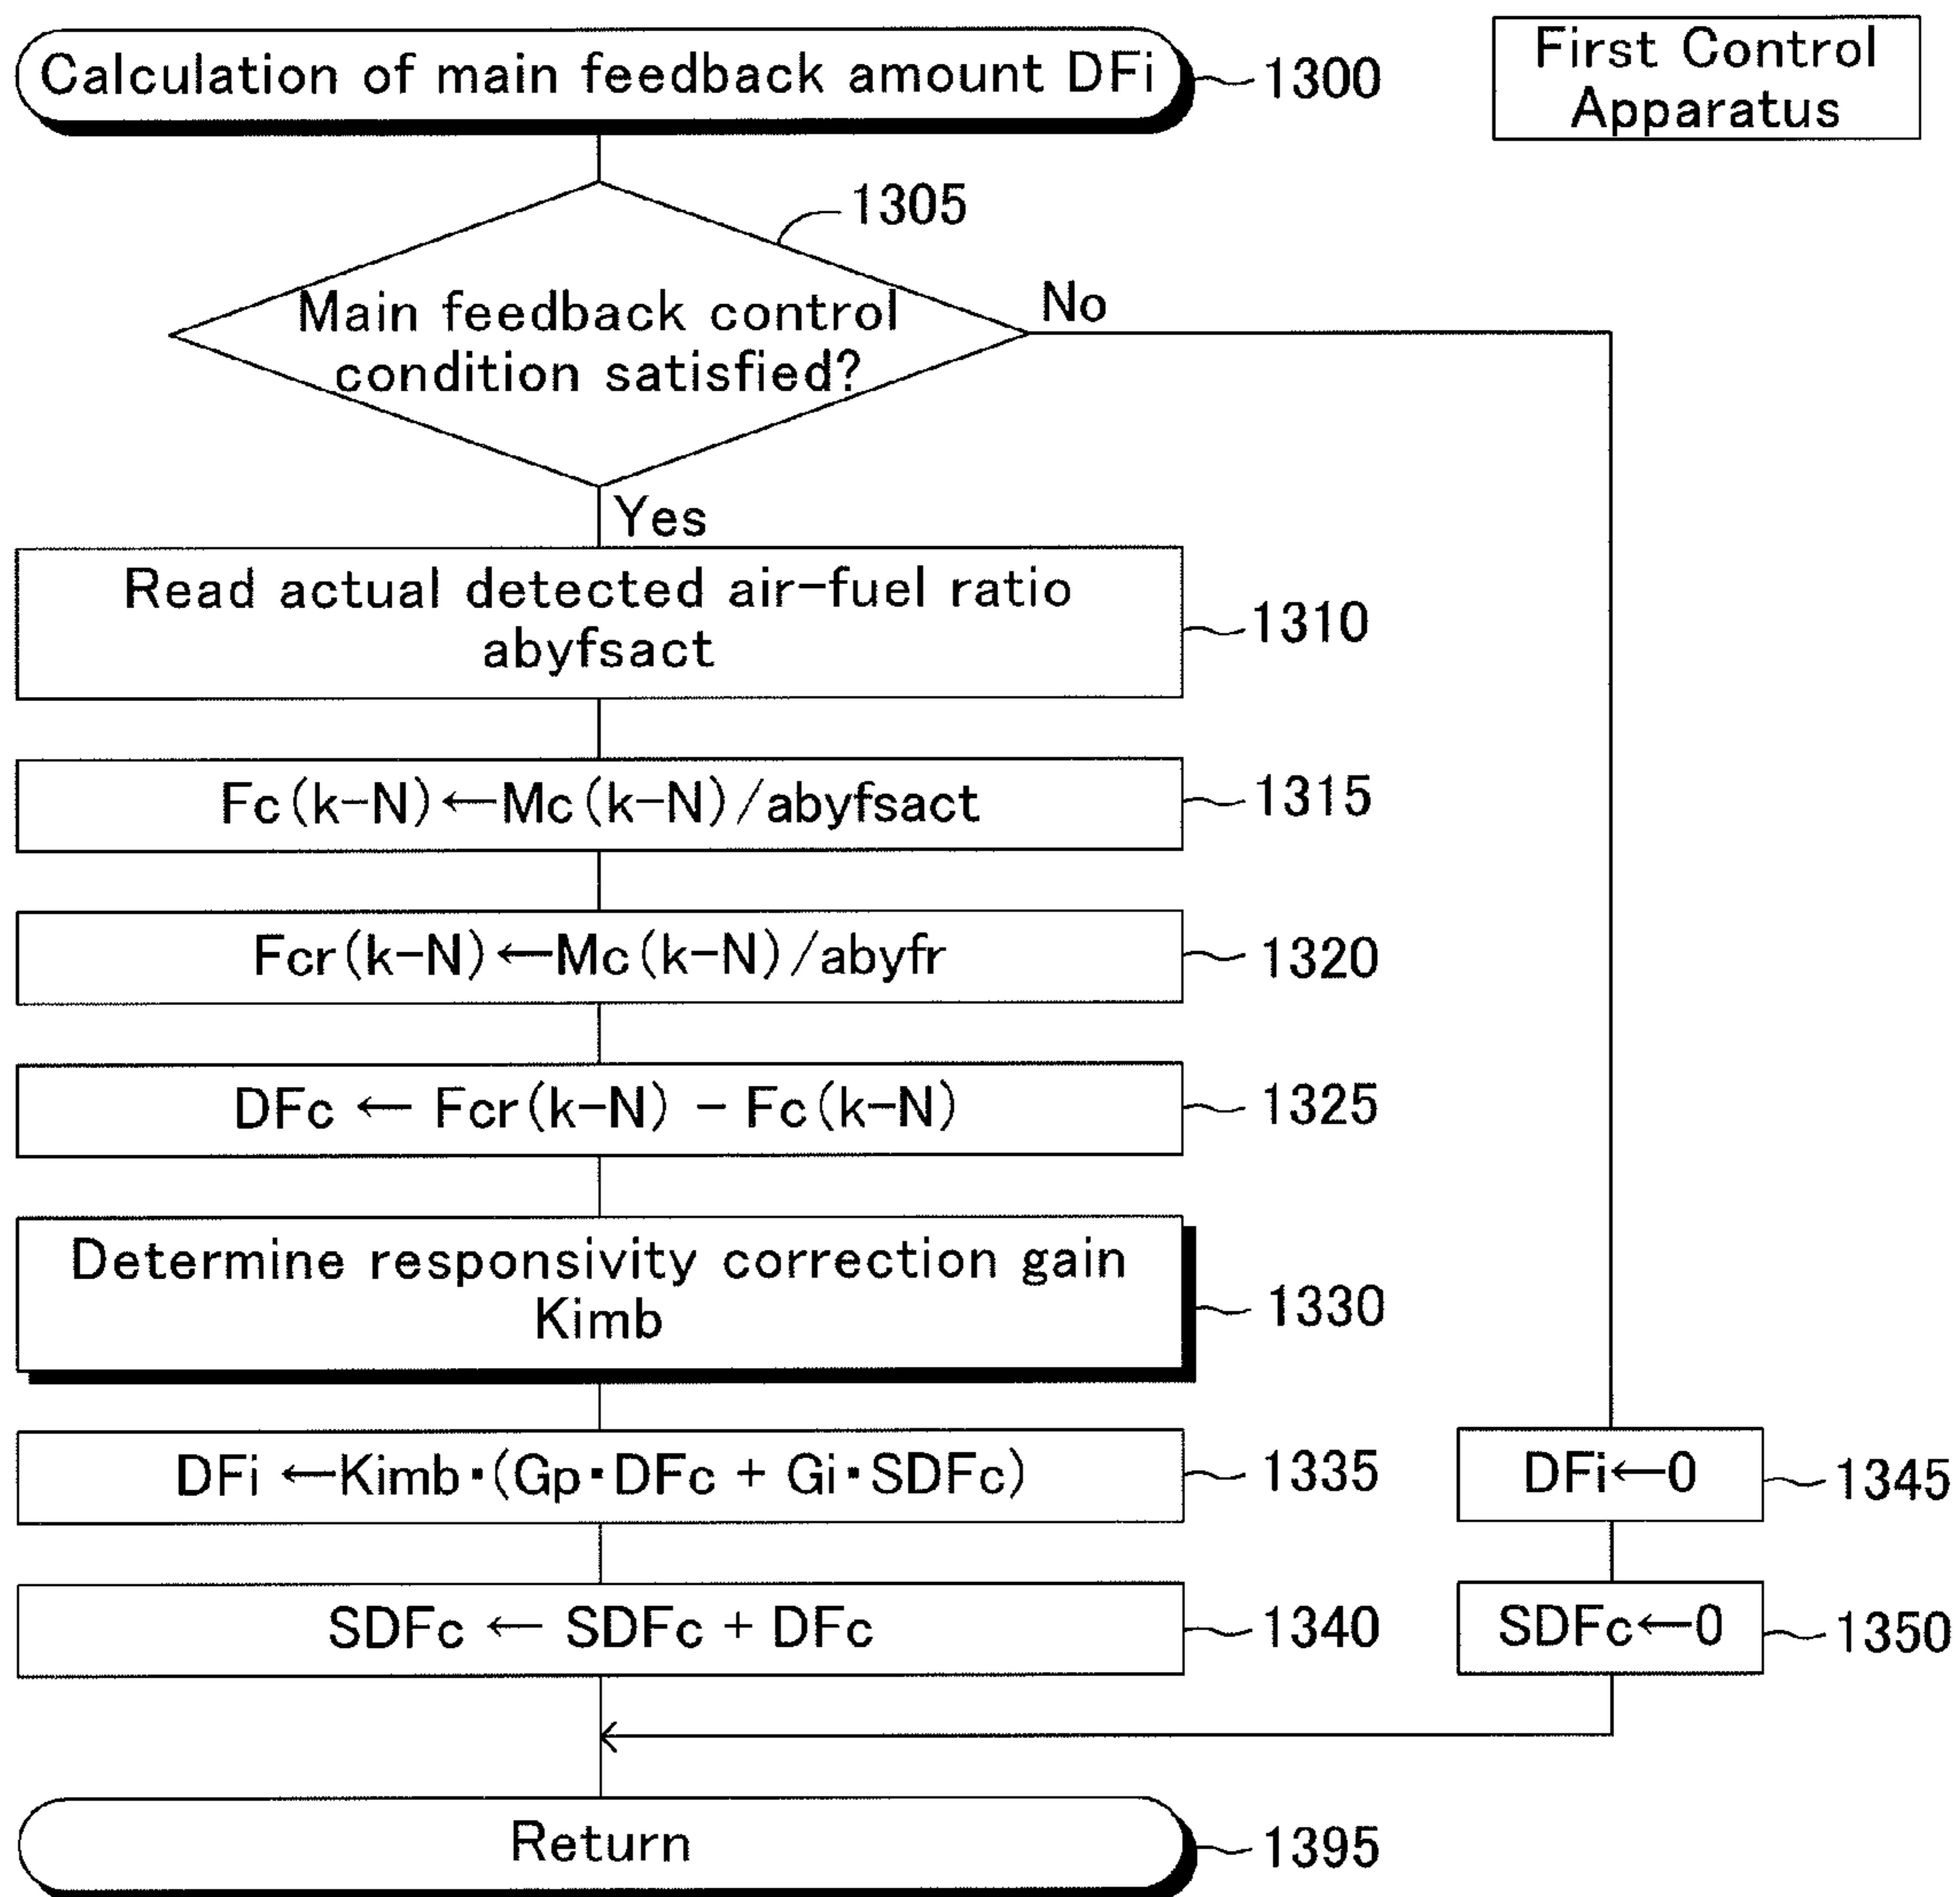 Calculation of main feedback amount DFi
1300
First Control
Apparatus
1305
Main feedback control
condition satisfied?
No
Yes
Read actual detected air-fuel ratio
abyfsact
1310
Fc(k-N)←Mc(k-N)/abyfsact
1315
Fcr(k-N)←Mc(k-N)/abyfr
1320
DFc ← Fcr(k-N) - Fc(k-N)
1325
Determine responsivity correction gain
Kimb
1330
DFi ←Kimb▪(Gp▪DFc + Gi▪SDFc)
1335
DFi←0
1345
SDFc ← SDFc + DFc
1340
SDFc←0
1350
Return
1395